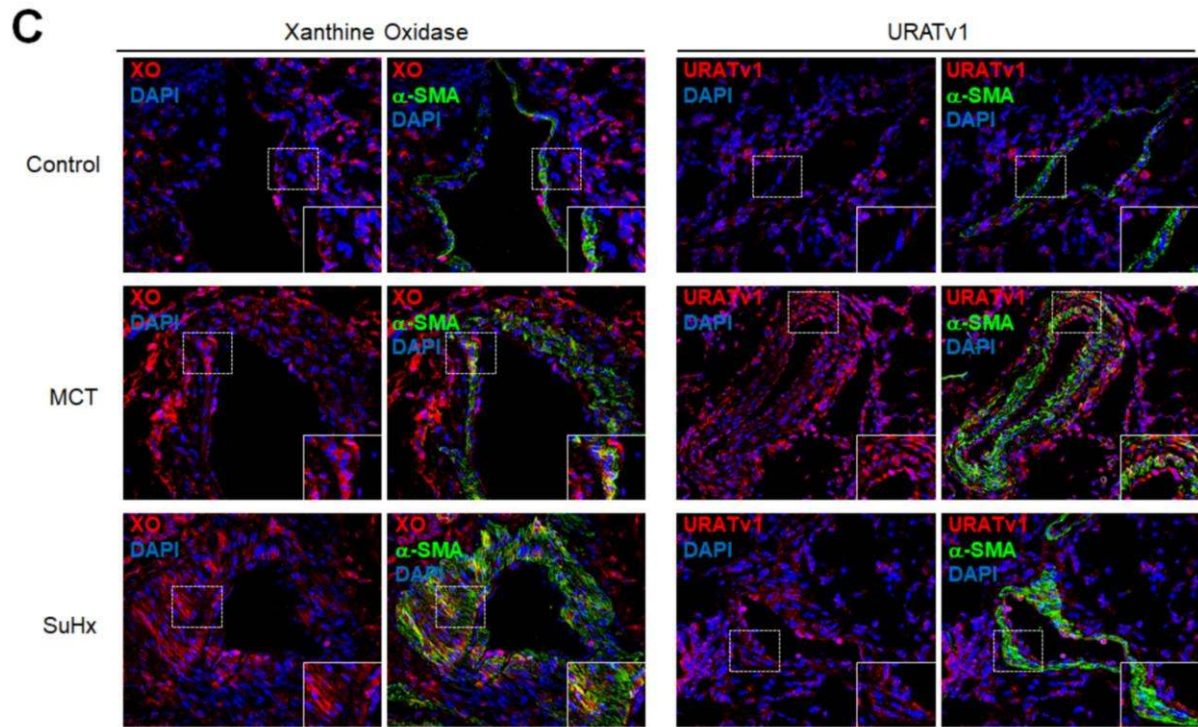 C
Xanthine Oxidase URATv1
Control
XO XO URATv1 URATv1
DAPI α-SMA DAPI α-SMA
DAPI DAPI
MCT
XO XO URATv1 URATv1
DAPI α-SMA DAPI α-SMA
DAPI DAPI
SuHx
XO XO URATv1 URATv1
DAPI α-SMA DAPI α-SMA
DAPI DAPI